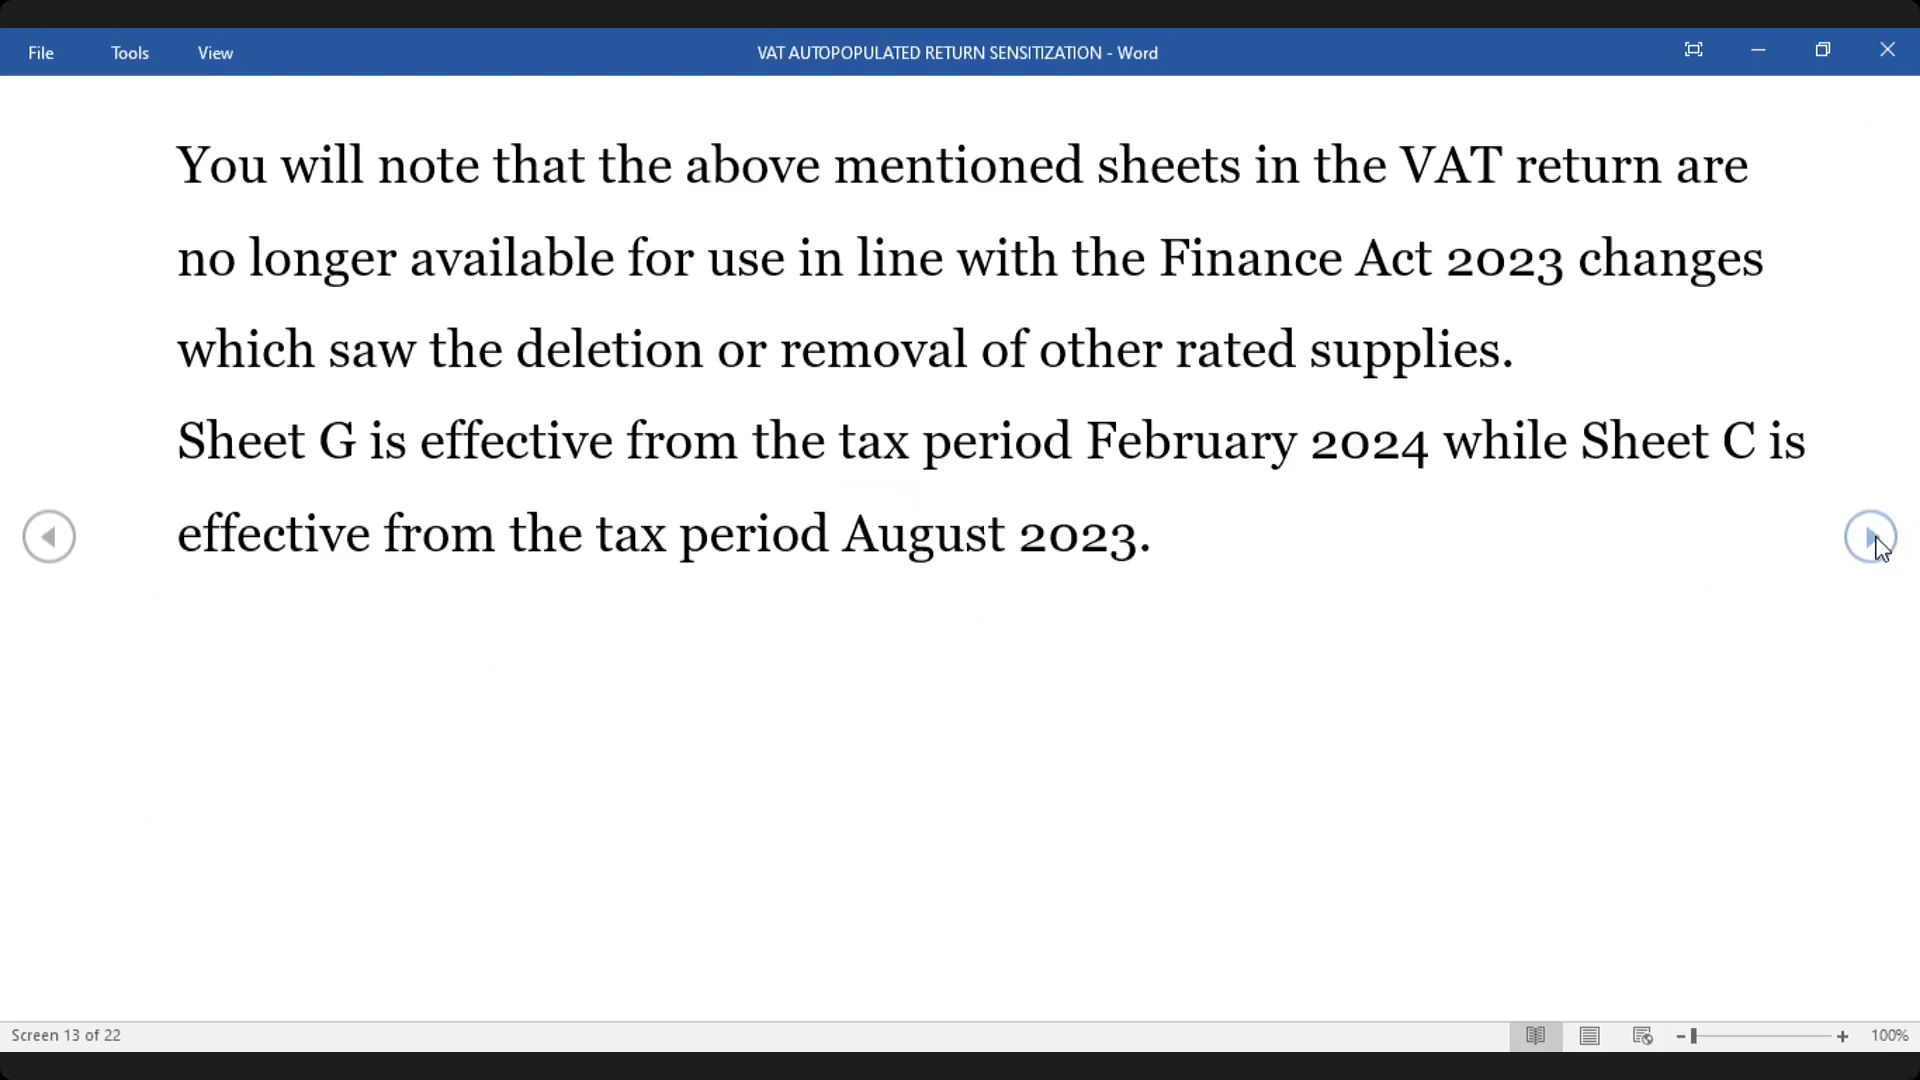 File Tools View VAT AUTOPOPULATED RETURN SENSITIZATION - Word
You will note that the above mentioned sheets in the VAT return are
no longer available for use in line with the Finance Act 2023 changes
which saw the deletion or removal of other rated supplies.
Sheet G is effective from the tax period February 2024 while Sheet C is
effective from the tax period August 2023.
Screen 13 of 22 100%